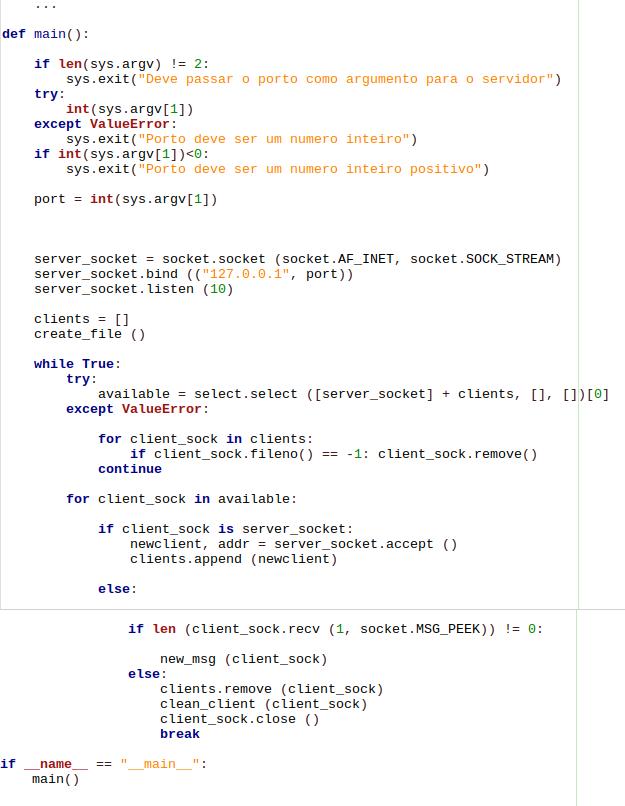 ...
def main():
    if len(sys.argv) != 2:
        sys.exit("Deve passar o porto como argumento para o servidor")
    try:
        int(sys.argv[1])
    except ValueError:
        sys.exit("Porto deve ser um numero inteiro")
    if int(sys.argv[1])<0:
        sys.exit("Porto deve ser um numero inteiro positivo")
    port = int(sys.argv[1])
    server_socket = socket.socket (socket.AF_INET, socket.SOCK_STREAM)
    server_socket.bind (("127.0.0.1", port))
    server_socket.listen (10)
    clients = []
    create_file ()
    while True:
        try:
            available = select.select ([server_socket] + clients, [], [])[0]
        except ValueError:
            for client_sock in clients:
                if client_sock.fileno() == -1: client_sock.remove()
            continue
        for client_sock in available:
            if client_sock is server_socket:
                newclient, addr = server_socket.accept ()
                clients.append (newclient)
            else:
                if len (client_sock.recv (1, socket.MSG_PEEK)) != 0:
                    new_msg (client_sock)
                else:
                    clients.remove (client_sock)
                    clean_client (client_sock)
                    client_sock.close ()
                    break
if __name__ == "__main__":
    main()